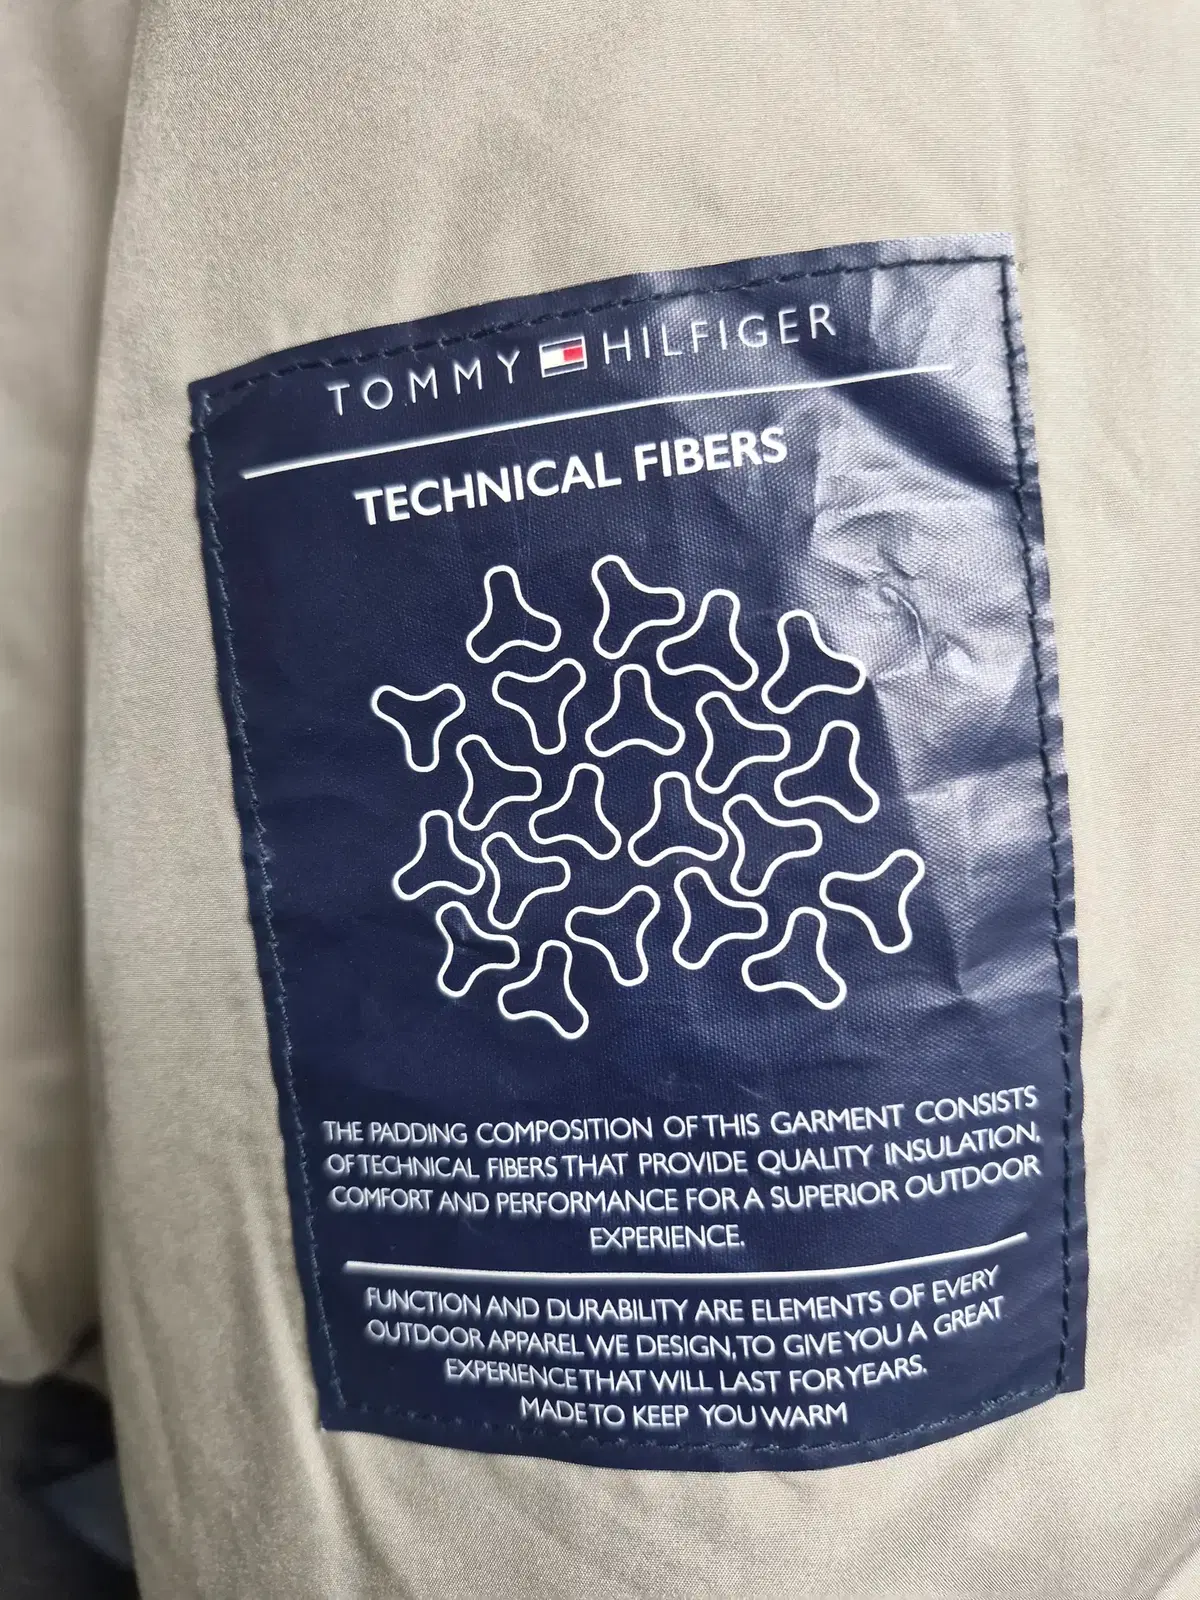 TOMMY HILFIGER
TECHNICAL FIBERS
THE PADDING COMPOSITION OF THIS GARMENT CONSISTS
OF TECHNICAL FIBERS THAT PROVIDE QUALITY INSULATION,
COMFORT AND PERFORMANCE FOR A SUPERIOR OUTDOOR
EXPERIENCE.
FUNCTION AND DURABILITY ARE ELEMENTS OF EVERY
OUTDOOR APPAREL WE DESIGN, TO GIVE YOU A GREAT
EXPERIENCE THAT WILL LAST FOR YEARS.
MADE TO KEEP YOU WARM